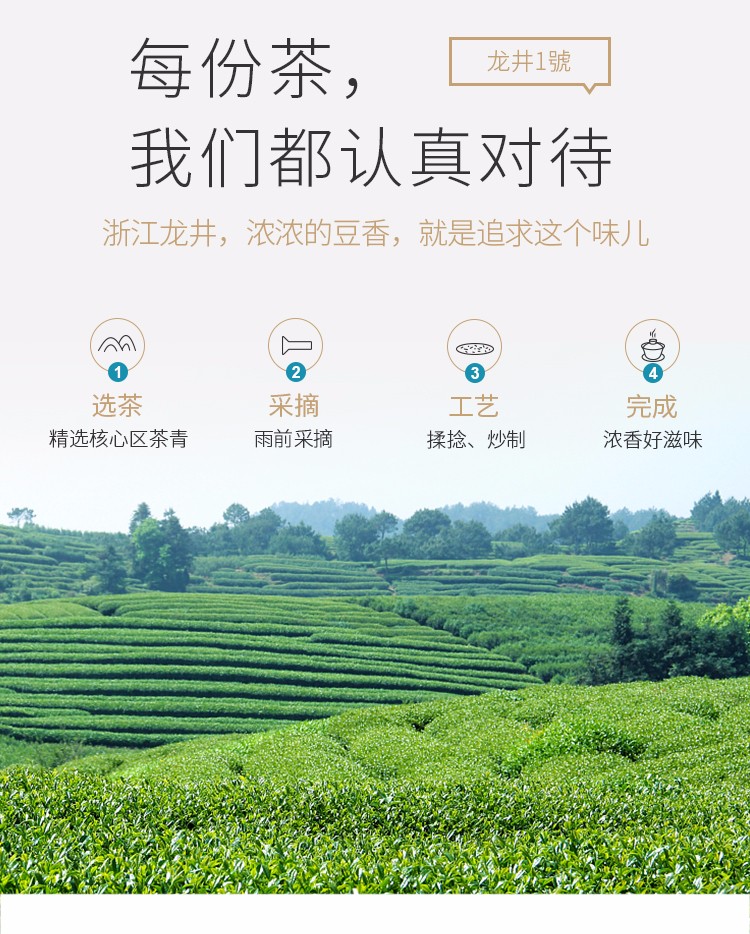 每份茶，
龙井1號
我们都认真对待
浙江龙井，浓浓的豆香，就是追求这个味儿
1 2 3 4
选茶 采摘 工艺 完成
精选核心区茶青 雨前采摘 揉捻、炒制 浓香好滋味